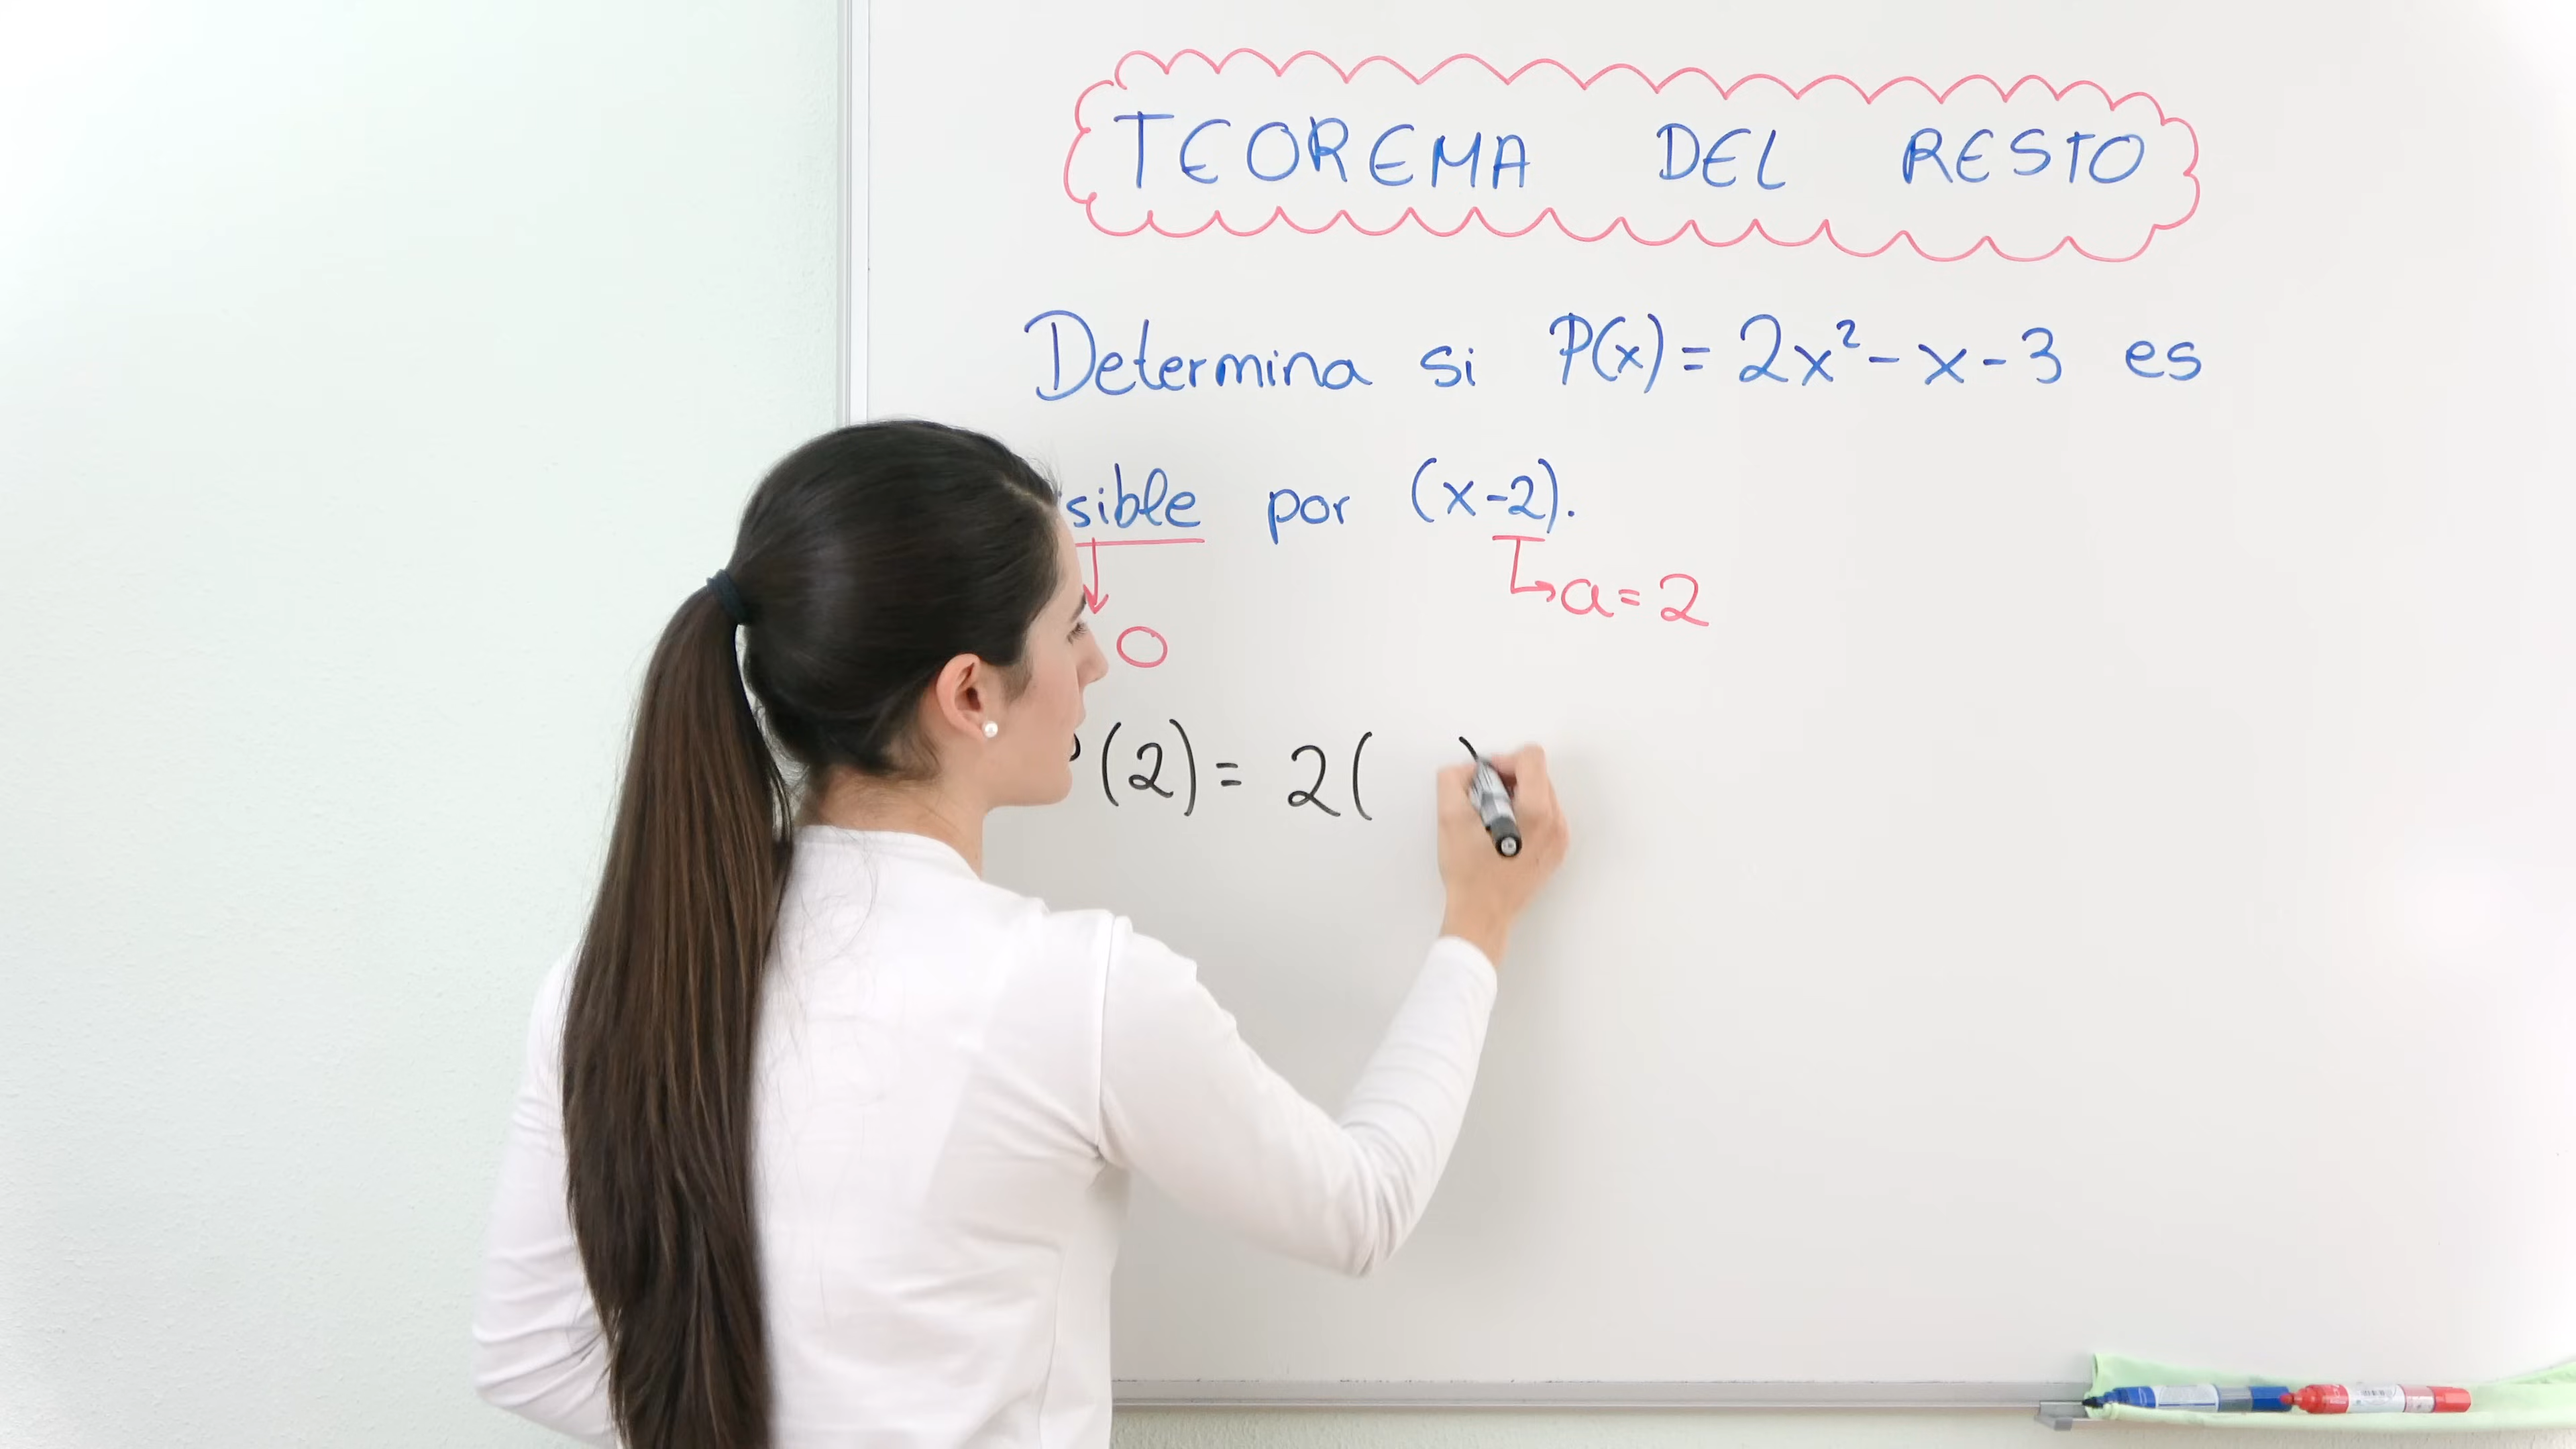 TEOREMA DEL RESTO
Determina si P(x) = 2x² - x - 3 es
sible por (x-2).
a = 2
0
(2) = 2( )